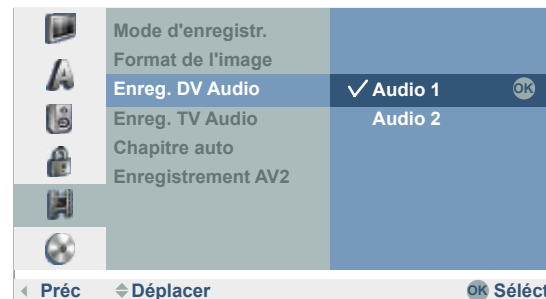 Mode d'enregistr.
Format de l'image
Enreg. DV Audio
✓ Audio 1 OK
Enreg. TV Audio
Audio 2
Chapitre auto
Enregistrement AV2
Préc
Déplacer
OK Séléct